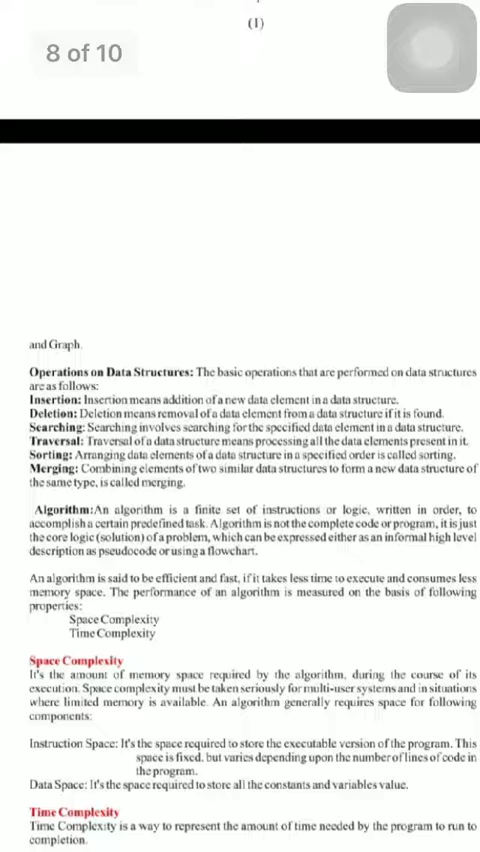 (1)
8 of 10
and Graph.
Operations on Data Structures: The basic operations that are performed on data structures
are as follows:
Insertion: Insertion means addition of a new data element in a data structure.
Deletion: Deletion means removal of a data element from a data structure if it is found.
Searching: Searching involves searching for the specified data element in a data structure.
Traversal: Traversal of a data structure means processing all the data elements present in it.
Sorting: Arranging data elements of a data structure in a specified order is called sorting.
Merging: Combining elements of two similar data structures to form a new data structure of
the same type, is called merging.
Algorithm:An algorithm is a finite set of instructions or logic, written in order, to
accomplish a certain predefined task. Algorithm is not the complete code or program, it is just
the core logic (solution) of a problem, which can be expressed either as an informal high level
description as pseudocode or using a flowchart.
An algorithm is said to be efficient and fast, if it takes less time to execute and consumes less
memory space. The performance of an algorithm is measured on the basis of following
properties:
Space Complexity
Time Complexity
Space Complexity
It's the amount of memory space required by the algorithm, during the course of its
execution. Space complexity must be taken seriously for multi-user systems and in situations
where limited memory is available. An algorithm generally requires space for following
components:
Instruction Space: It's the space required to store the executable version of the program. This
space is fixed, but varies depending upon the number of lines of code in
the program.
Data Space: It's the space required to store all the constants and variables value.
Time Complexity
Time Complexity is a way to represent the amount of time needed by the program to run to
completion.